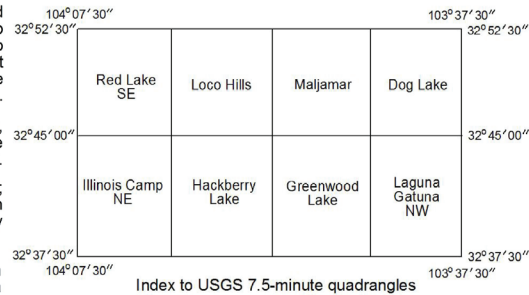 104° 07′ 30″ 103° 37′ 30″
32° 52′ 30″ 32° 52′ 30″
Red Lake SE
Loco Hills
Maljamar
Dog Lake
32° 45′ 00″ 32° 45′ 00″
Illinois Camp NE
Hackberry Lake
Greenwood Lake
Laguna Gatuna NW
32° 37′ 30″ 32° 37′ 30″
104° 07′ 30″ 103° 37′ 30″
Index to USGS 7.5-minute quadrangles